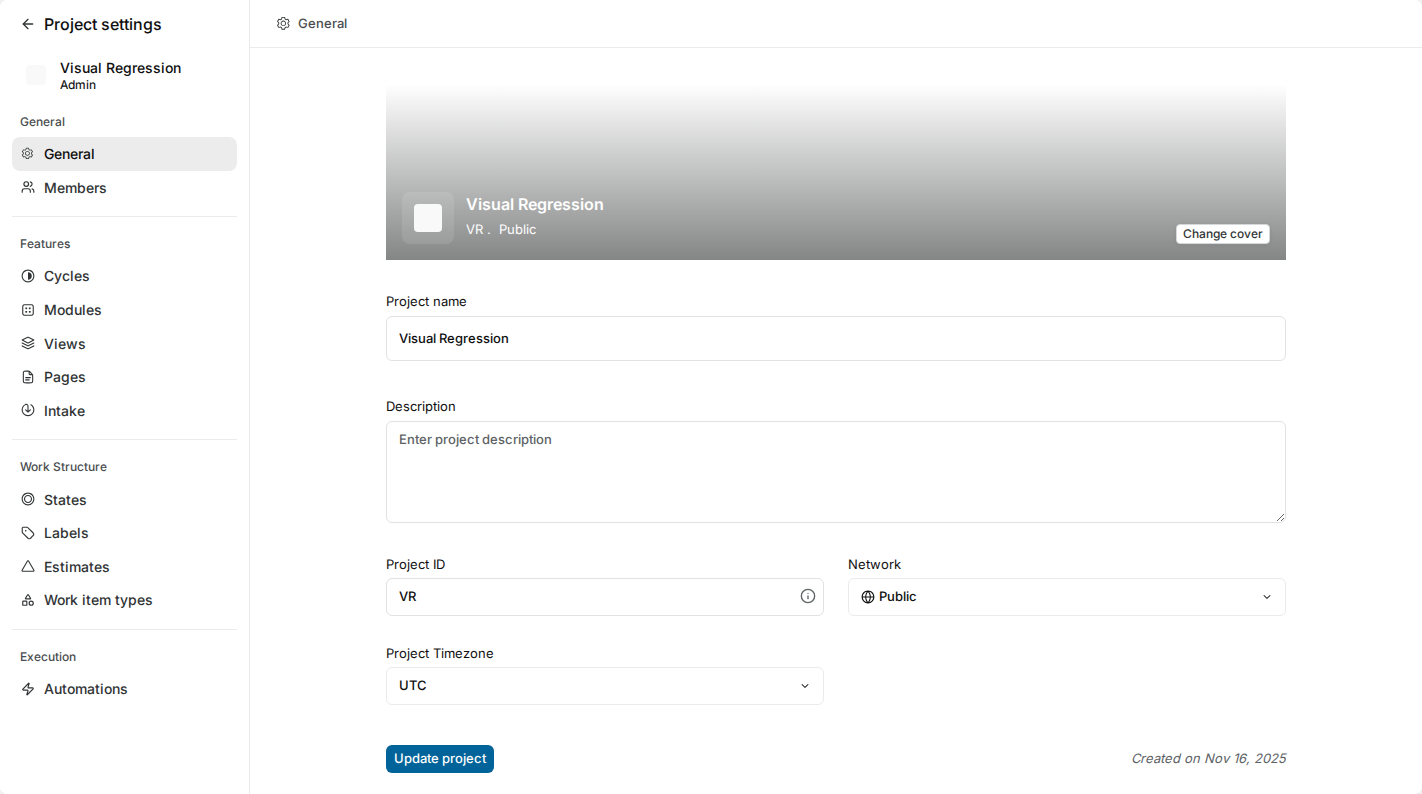 Project settings
Visual Regression
Admin
General
General
Members
Features
Cycles
Modules
Views
Pages
Intake
Work Structure
States
Labels
Estimates
Work item types
Execution
Automations
General
Visual Regression
VR . Public
Change cover
Project name
Visual Regression
Description
Enter project description
Project ID
Network
VR
Public
Project Timezone
UTC
Update project
Created on Nov 16, 2025